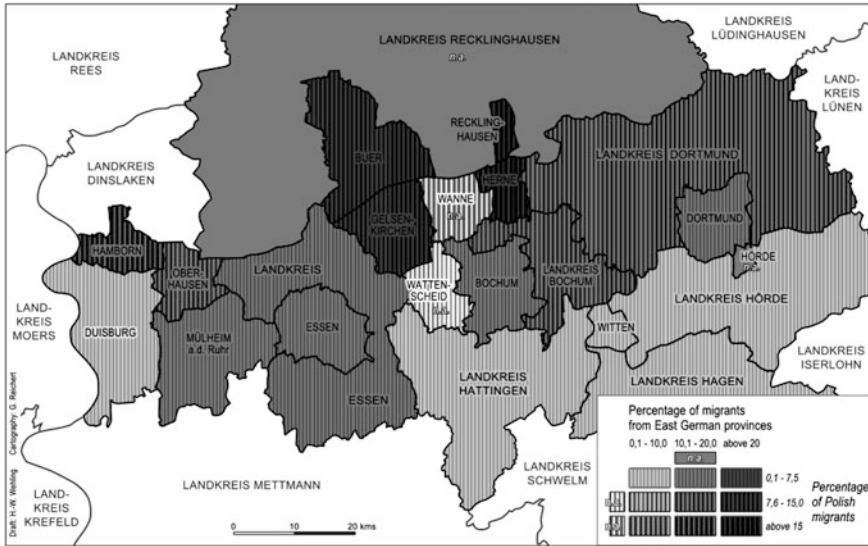 LANDKREIS
REES
LANDKREIS RECKLINGHAUSEN
n.a.
LANDKREIS
LÜDINGHAUSEN
LAND-
KREIS
LÜNEN
RECKLING-
HAUSEN
LANDKREIS
DINSLAKEN
BUER
LANDKREIS DORTMUND
HERNE
WANNE
n.a.
GELSEN-
KIRCHEN
DORTMUND
HAMBORN
OBER-
HAUSEN
LANDKREIS
HÖRDE
n.a.
WATTEN-
SCHEID
n.a.
BOCHUM
LANDKREIS
BOCHUM
LANDKREIS HÖRDE
LAND-
KREIS
MOERS
DUISBURG
MÜLHEIM
a.d. Ruhr
ESSEN
WITTEN
LANDKREIS
ISERLOHN
LANDKREIS
HATTINGEN
LANDKREIS HAGEN
ESSEN
LANDKREIS
SCHWELM
LANDKREIS METTMANN
LAND-
KREIS
KREFELD
Draft: H.-W. Wehling Cartography: G. Reichert
0 10 20 kms
Percentage of migrants
from East German provinces
0,1 - 10,0 10,1 - 20,0 above 20
n.a.
0,1 - 7,5
n.a. 7,6 - 15,0
n.a. above 15
Percentage
of Polish
migrants